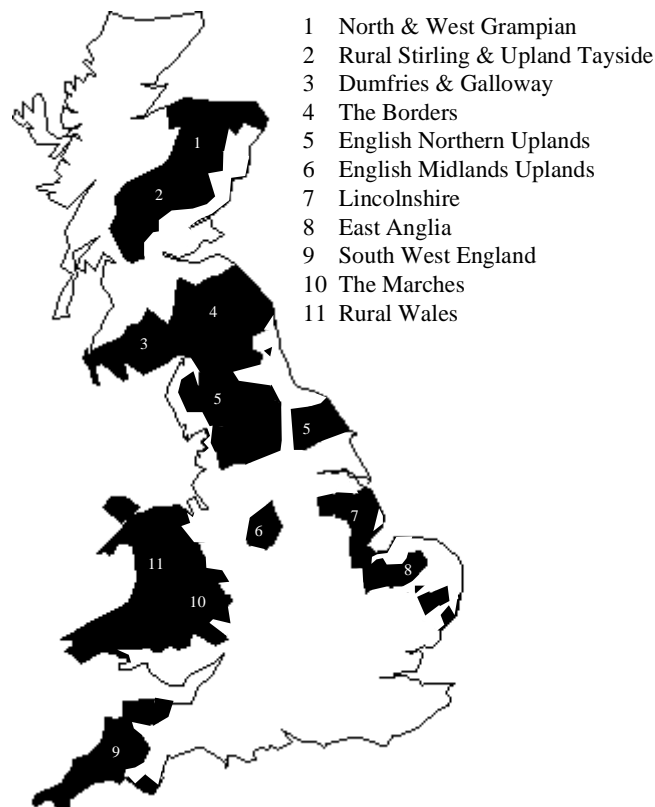 1 North & West Grampian
2 Rural Stirling & Upland Tayside
3 Dumfries & Galloway
4 The Borders
5 English Northern Uplands
6 English Midlands Uplands
7 Lincolnshire
8 East Anglia
9 South West England
10 The Marches
11 Rural Wales
1
2
4
3
5
5
7
6
11
8
10
9